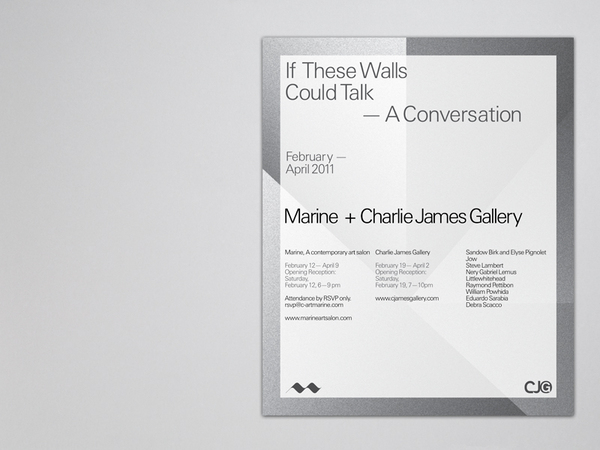 If These Walls
Could Talk
— A Conversation
February —
April 2011
Marine + Charlie James Gallery
Marine, A contemporary art salon
February 12 — April 9
Opening Reception:
Saturday,
February 12, 6 – 9 pm
Attendance by RSVP only.
rsvp@c-artmarine.com
www.marineartsalon.com
Charlie James Gallery
February 19 – April 2
Opening Reception:
Saturday,
February 19, 7 – 10pm
www.cjamesgallery.com
Sandow Birk and Elyse Pignolet
Jow
Steve Lambert
Nery Gabriel Lemus
Littlewhitehead
Raymond Pettibon
William Powhida
Eduardo Sarabia
Debra Scacco
CJG